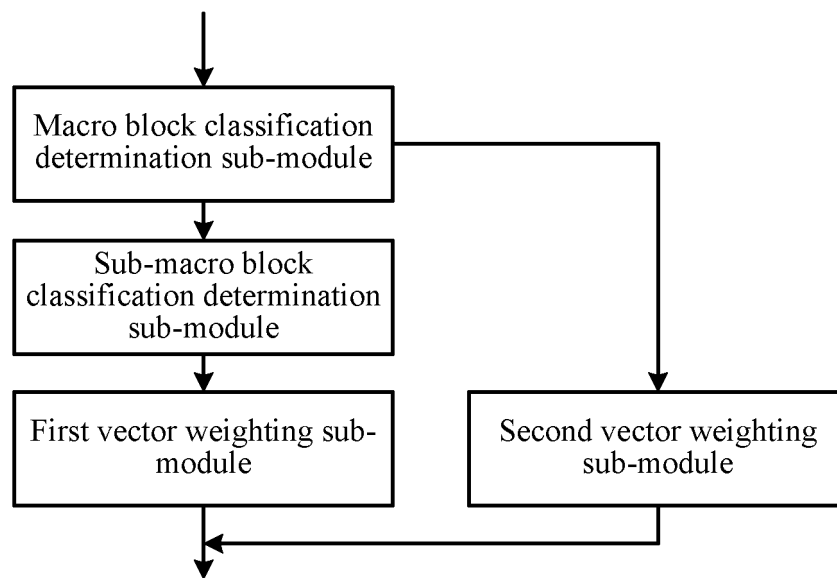 Macro block classification
determination sub-module
Sub-macro block
classification determination
sub-module
First vector weighting sub-
module
Second vector weighting
sub-module